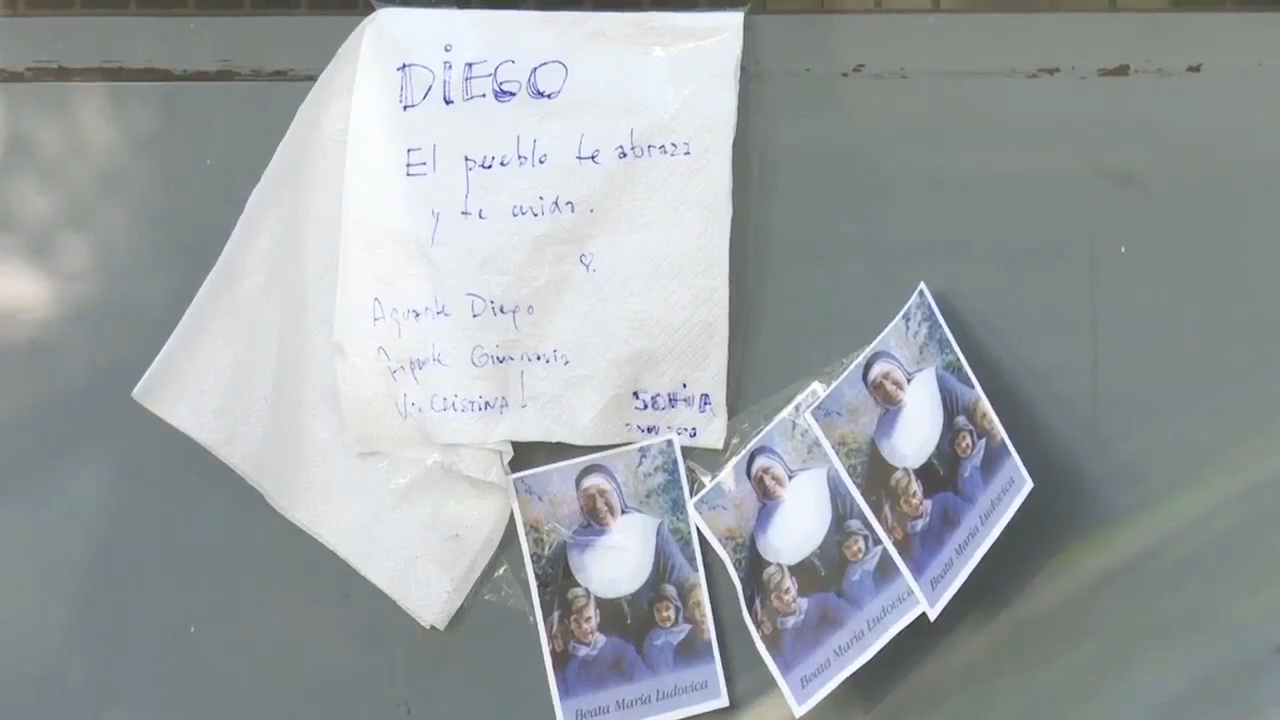 DIEGO
El pueblo te abraza
y te cuida.
Aguante Diego
Aguante Gimnasia
CRISTINA!
SOFIA
Beata María Ludovica
Beata María Ludovica
Beata María Ludovica